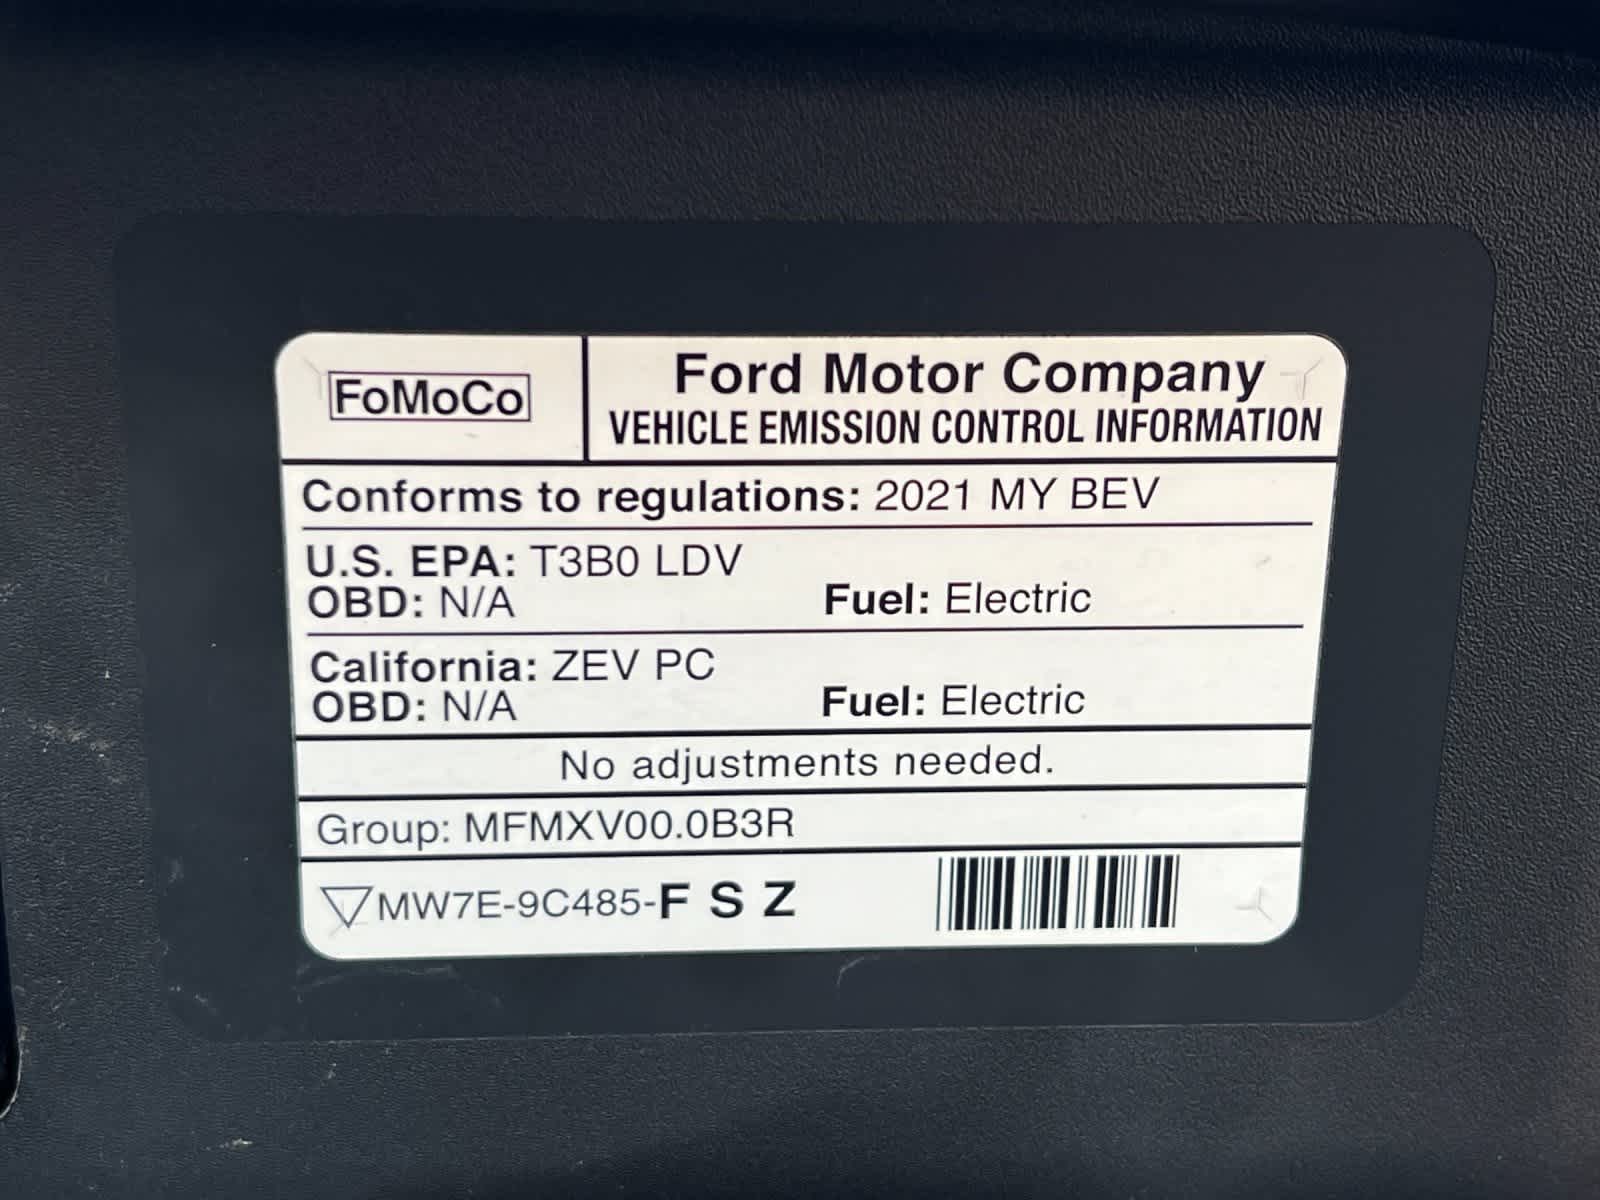 FoMoCo
Ford Motor Company
VEHICLE EMISSION CONTROL INFORMATION
Conforms to regulations: 2021 MY BEV
U.S. EPA: T3B0 LDV
OBD: N/A Fuel: Electric
California: ZEV PC
OBD: N/A Fuel: Electric
No adjustments needed.
Group: MFMXV00.0B3R
MW7E-9C485-F S Z